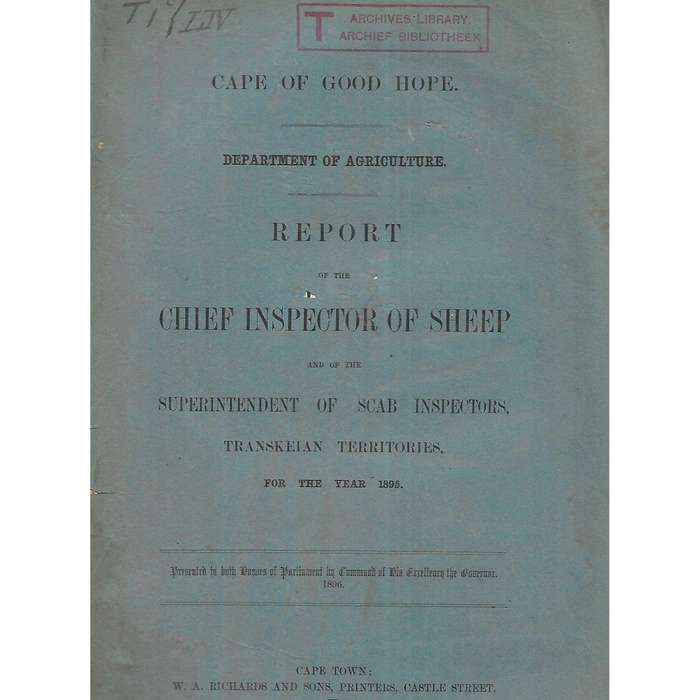 T 1/ LIV
T ARCHIVES LIBRARY
ARCHIEF BIBLIOTHEEK
CAPE OF GOOD HOPE.
DEPARTMENT OF AGRICULTURE.
REPORT
OF THE
CHIEF INSPECTOR OF SHEEP
AND OF THE
SUPERINTENDENT OF SCAB INSPECTORS,
TRANSKEIAN TERRITORIES,
FOR THE YEAR 1895.
Presented to both Houses of Parliament by Command of His Excellency the Governor.
1896.
CAPE TOWN:
W. A. RICHARDS AND SONS, PRINTERS, CASTLE STREET.